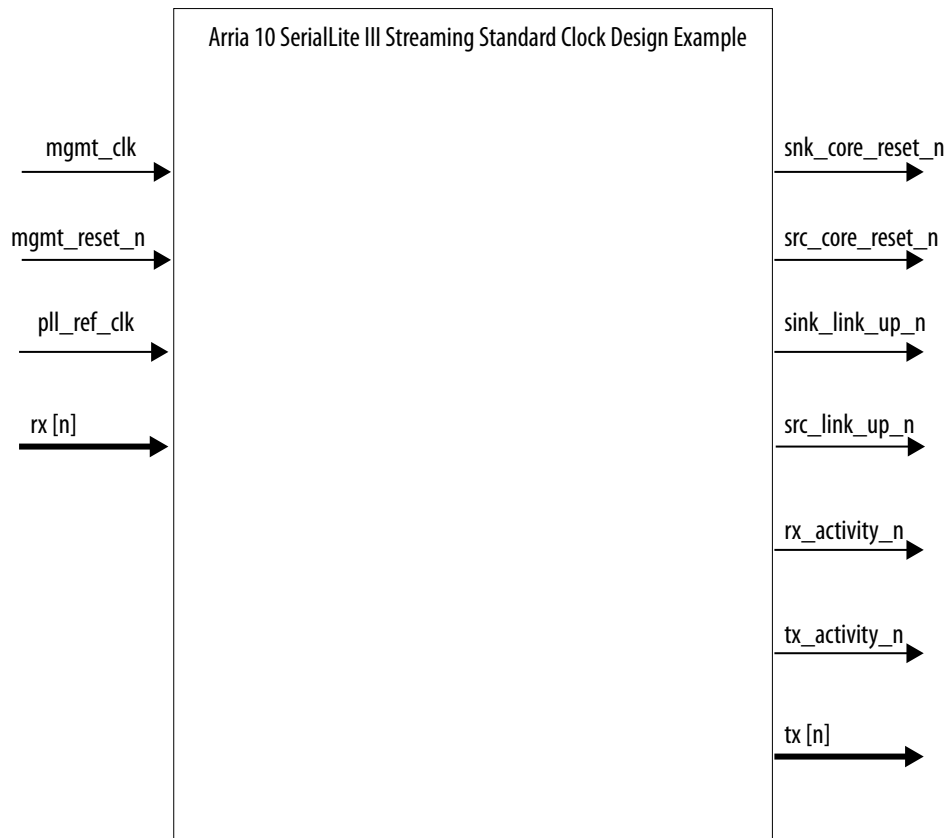 Arria 10 SerialLite III Streaming Standard Clock Design Example
mgmt_clk
mgmt_reset_n
pll_ref_clk
rx [n]
snk_core_reset_n
src_core_reset_n
sink_link_up_n
src_link_up_n
rx_activity_n
tx_activity_n
tx [n]